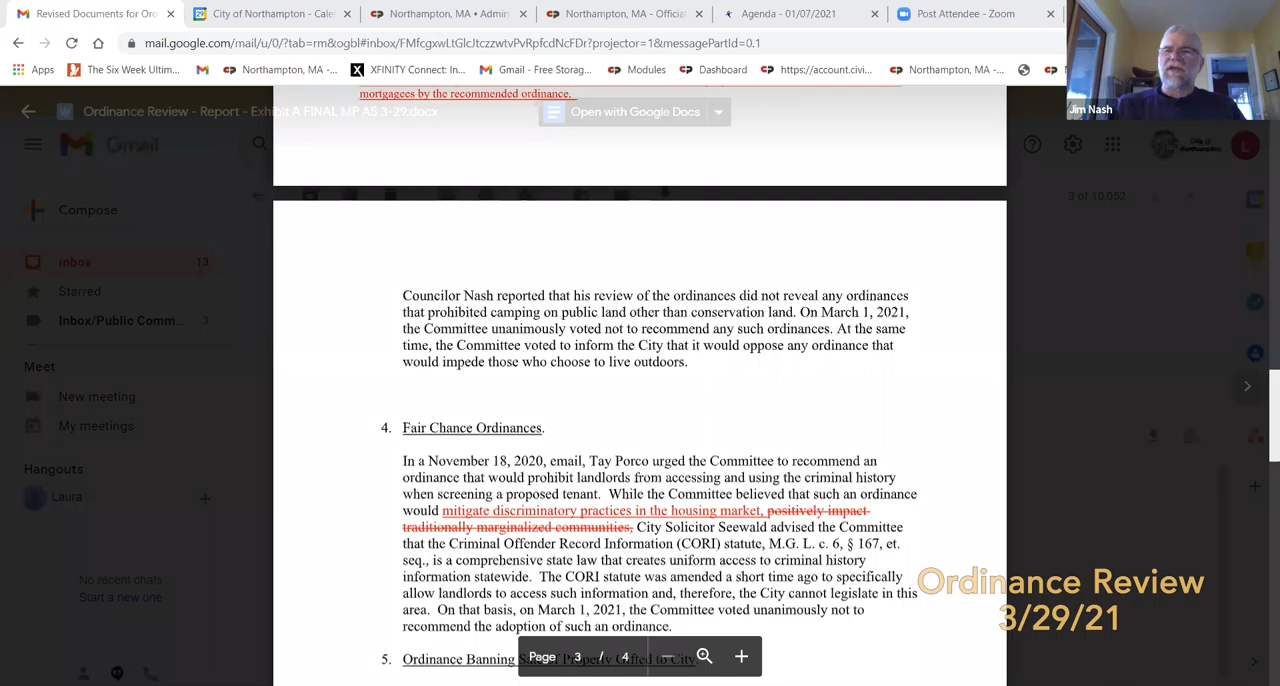 Revised Documents for Ord
City of Northampton - Cale
Northampton, MA • Admin
Northampton, MA - Official
Agenda - 01/07/2021
Post Attendee - Zoom
mail.google.com/mail/u/0/?tab=rm&ogbl#inbox/FMfcgxwLtGlcJtczzwtvPvRpfcdNcFDr?projector=1&messagePartId=0.1
Apps
The Six Week Ultim...
Northampton, MA -...
XFINITY Connect: In...
Gmail - Free Storag...
Modules
Dashboard
https://account.civi...
Northampton, MA -...
Jim Nash
mortgagees by the recommended ordinance.
Ordinance Review - Report - Exhibit A FINAL MP AS 3-29.docx
Open with Google Docs
Gmail
Compose
3 of 10,052
Inbox 13
Starred
Inbox/Public Comm... 3
Meet
New meeting
My meetings
Hangouts
Laura
No recent chats
Start a new one
Councilor Nash reported that his review of the ordinances did not reveal any ordinances
that prohibited camping on public land other than conservation land. On March 1, 2021,
the Committee unanimously voted not to recommend any such ordinances. At the same
time, the Committee voted to inform the City that it would oppose any ordinance that
would impede those who choose to live outdoors.
4. Fair Chance Ordinances.
In a November 18, 2020, email, Tay Porco urged the Committee to recommend an
ordinance that would prohibit landlords from accessing and using the criminal history
when screening a proposed tenant. While the Committee believed that such an ordinance
would mitigate discriminatory practices in the housing market, positively impact
traditionally marginalized communities, City Solicitor Seewald advised the Committee
that the Criminal Offender Record Information (CORI) statute, M.G. L. c. 6, § 167, et.
seq., is a comprehensive state law that creates uniform access to criminal history
information statewide. The CORI statute was amended a short time ago to specifically
allow landlords to access such information and, therefore, the City cannot legislate in this
area. On that basis, on March 1, 2021, the Committee voted unanimously not to
recommend the adoption of such an ordinance.
5. Ordinance Banning Sale of Property Gifted to City.
Page 3 / 4
Ordinance Review
3/29/21